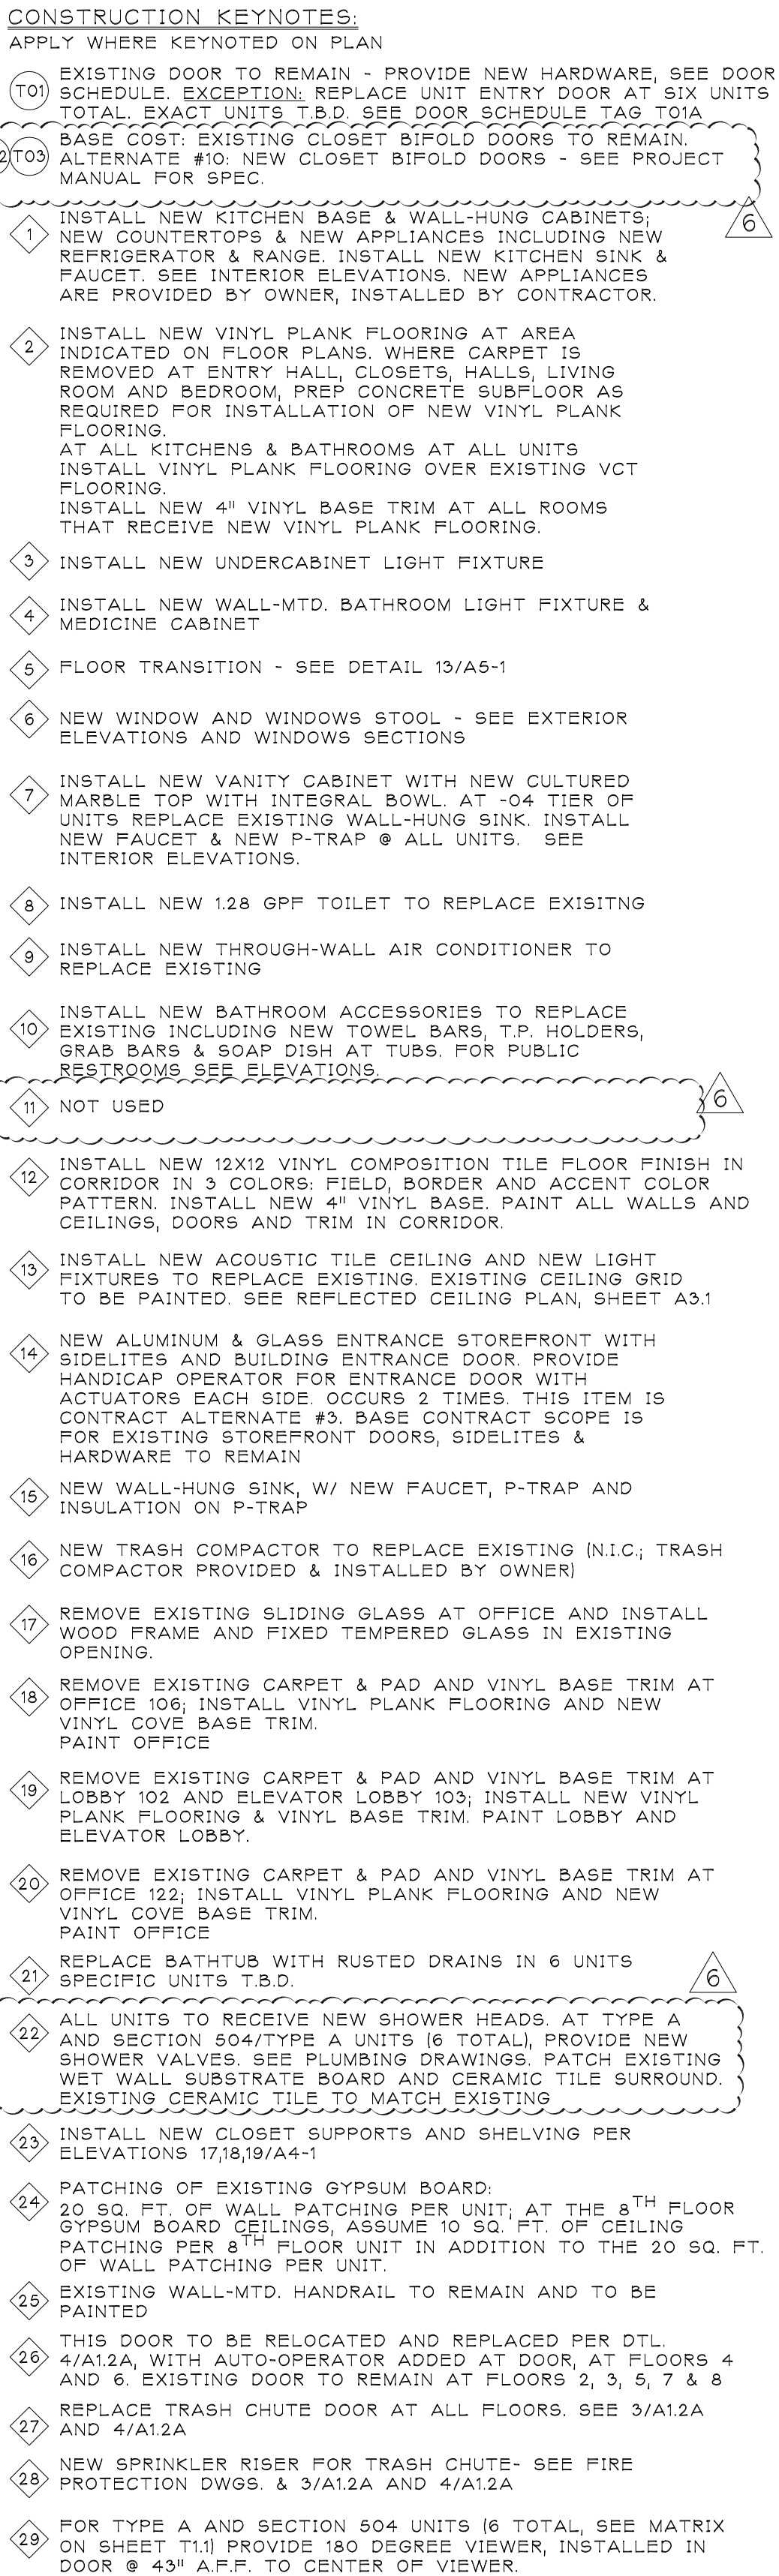 CONSTRUCTION KEYNOTES:
APPLY WHERE KEYNOTED ON PLAN
T01 EXISTING DOOR TO REMAIN - PROVIDE NEW HARDWARE, SEE DOOR
SCHEDULE. EXCEPTION: REPLACE UNIT ENTRY DOOR AT SIX UNITS
TOTAL. EXACT UNITS T.B.D. SEE DOOR SCHEDULE TAG T01A
BASE COST: EXISTING CLOSET BIFOLD DOORS TO REMAIN.
2 T03 ALTERNATE #10: NEW CLOSET BIFOLD DOORS - SEE PROJECT
MANUAL FOR SPEC.
6
1 INSTALL NEW KITCHEN BASE & WALL-HUNG CABINETS;
NEW COUNTERTOPS & NEW APPLIANCES INCLUDING NEW
REFRIGERATOR & RANGE. INSTALL NEW KITCHEN SINK &
FAUCET. SEE INTERIOR ELEVATIONS. NEW APPLIANCES
ARE PROVIDED BY OWNER, INSTALLED BY CONTRACTOR.
2 INSTALL NEW VINYL PLANK FLOORING AT AREA
INDICATED ON FLOOR PLANS. WHERE CARPET IS
REMOVED AT ENTRY HALL, CLOSETS, HALLS, LIVING
ROOM AND BEDROOM, PREP CONCRETE SUBFLOOR AS
REQUIRED FOR INSTALLATION OF NEW VINYL PLANK
FLOORING.
AT ALL KITCHENS & BATHROOMS AT ALL UNITS
INSTALL VINYL PLANK FLOORING OVER EXISTING VCT
FLOORING.
INSTALL NEW 4" VINYL BASE TRIM AT ALL ROOMS
THAT RECEIVE NEW VINYL PLANK FLOORING.
3 INSTALL NEW UNDERCABINET LIGHT FIXTURE
4 INSTALL NEW WALL-MTD. BATHROOM LIGHT FIXTURE &
MEDICINE CABINET
5 FLOOR TRANSITION - SEE DETAIL 13/A5-1
6 NEW WINDOW AND WINDOWS STOOL - SEE EXTERIOR
ELEVATIONS AND WINDOWS SECTIONS
7 INSTALL NEW VANITY CABINET WITH NEW CULTURED
MARBLE TOP WITH INTEGRAL BOWL. AT -04 TIER OF
UNITS REPLACE EXISTING WALL-HUNG SINK. INSTALL
NEW FAUCET & NEW P-TRAP @ ALL UNITS. SEE
INTERIOR ELEVATIONS.
8 INSTALL NEW 1.28 GPF TOILET TO REPLACE EXISITNG
9 INSTALL NEW THROUGH-WALL AIR CONDITIONER TO
REPLACE EXISTING
10 INSTALL NEW BATHROOM ACCESSORIES TO REPLACE
EXISTING INCLUDING NEW TOWEL BARS, T.P. HOLDERS,
GRAB BARS & SOAP DISH AT TUBS. FOR PUBLIC
RESTROOMS SEE ELEVATIONS.
6
11 NOT USED
12 INSTALL NEW 12X12 VINYL COMPOSITION TILE FLOOR FINISH IN
CORRIDOR IN 3 COLORS: FIELD, BORDER AND ACCENT COLOR
PATTERN. INSTALL NEW 4" VINYL BASE. PAINT ALL WALLS AND
CEILINGS, DOORS AND TRIM IN CORRIDOR.
13 INSTALL NEW ACOUSTIC TILE CEILING AND NEW LIGHT
FIXTURES TO REPLACE EXISTING. EXISTING CEILING GRID
TO BE PAINTED. SEE REFLECTED CEILING PLAN, SHEET A3.1
14 NEW ALUMINUM & GLASS ENTRANCE STOREFRONT WITH
SIDELITES AND BUILDING ENTRANCE DOOR. PROVIDE
HANDICAP OPERATOR FOR ENTRANCE DOOR WITH
ACTUATORS EACH SIDE. OCCURS 2 TIMES. THIS ITEM IS
CONTRACT ALTERNATE #3. BASE CONTRACT SCOPE IS
FOR EXISTING STOREFRONT DOORS, SIDELITES &
HARDWARE TO REMAIN
15 NEW WALL-HUNG SINK, W/ NEW FAUCET, P-TRAP AND
INSULATION ON P-TRAP
16 NEW TRASH COMPACTOR TO REPLACE EXISTING (N.I.C.; TRASH
COMPACTOR PROVIDED & INSTALLED BY OWNER)
17 REMOVE EXISTING SLIDING GLASS AT OFFICE AND INSTALL
WOOD FRAME AND FIXED TEMPERED GLASS IN EXISTING
OPENING.
18 REMOVE EXISTING CARPET & PAD AND VINYL BASE TRIM AT
OFFICE 106; INSTALL VINYL PLANK FLOORING AND NEW
VINYL COVE BASE TRIM.
PAINT OFFICE
19 REMOVE EXISTING CARPET & PAD AND VINYL BASE TRIM AT
LOBBY 102 AND ELEVATOR LOBBY 103; INSTALL NEW VINYL
PLANK FLOORING & VINYL BASE TRIM. PAINT LOBBY AND
ELEVATOR LOBBY.
20 REMOVE EXISTING CARPET & PAD AND VINYL BASE TRIM AT
OFFICE 122; INSTALL VINYL PLANK FLOORING AND NEW
VINYL COVE BASE TRIM.
PAINT OFFICE
21 REPLACE BATHTUB WITH RUSTED DRAINS IN 6 UNITS
SPECIFIC UNITS T.B.D.
6
22 ALL UNITS TO RECEIVE NEW SHOWER HEADS. AT TYPE A
AND SECTION 504/TYPE A UNITS (6 TOTAL), PROVIDE NEW
SHOWER VALVES. SEE PLUMBING DRAWINGS. PATCH EXISTING
WET WALL SUBSTRATE BOARD AND CERAMIC TILE SURROUND.
EXISTING CERAMIC TILE TO MATCH EXISTING
23 INSTALL NEW CLOSET SUPPORTS AND SHELVING PER
ELEVATIONS 17,18,19/A4-1
24 PATCHING OF EXISTING GYPSUM BOARD:
20 SQ. FT. OF WALL PATCHING PER UNIT; AT THE 8TH FLOOR
GYPSUM BOARD CEILINGS, ASSUME 10 SQ. FT. OF CEILING
PATCHING PER 8TH FLOOR UNIT IN ADDITION TO THE 20 SQ. FT.
OF WALL PATCHING PER UNIT.
25 EXISTING WALL-MTD. HANDRAIL TO REMAIN AND TO BE
PAINTED
26 THIS DOOR TO BE RELOCATED AND REPLACED PER DTL.
4/A1.2A, WITH AUTO-OPERATOR ADDED AT DOOR, AT FLOORS 4
AND 6. EXISTING DOOR TO REMAIN AT FLOORS 2, 3, 5, 7 & 8
27 REPLACE TRASH CHUTE DOOR AT ALL FLOORS. SEE 3/A1.2A
AND 4/A1.2A
28 NEW SPRINKLER RISER FOR TRASH CHUTE- SEE FIRE
PROTECTION DWGS. & 3/A1.2A AND 4/A1.2A
29 FOR TYPE A AND SECTION 504 UNITS (6 TOTAL, SEE MATRIX
ON SHEET T1.1) PROVIDE 180 DEGREE VIEWER, INSTALLED IN
DOOR @ 43" A.F.F. TO CENTER OF VIEWER.